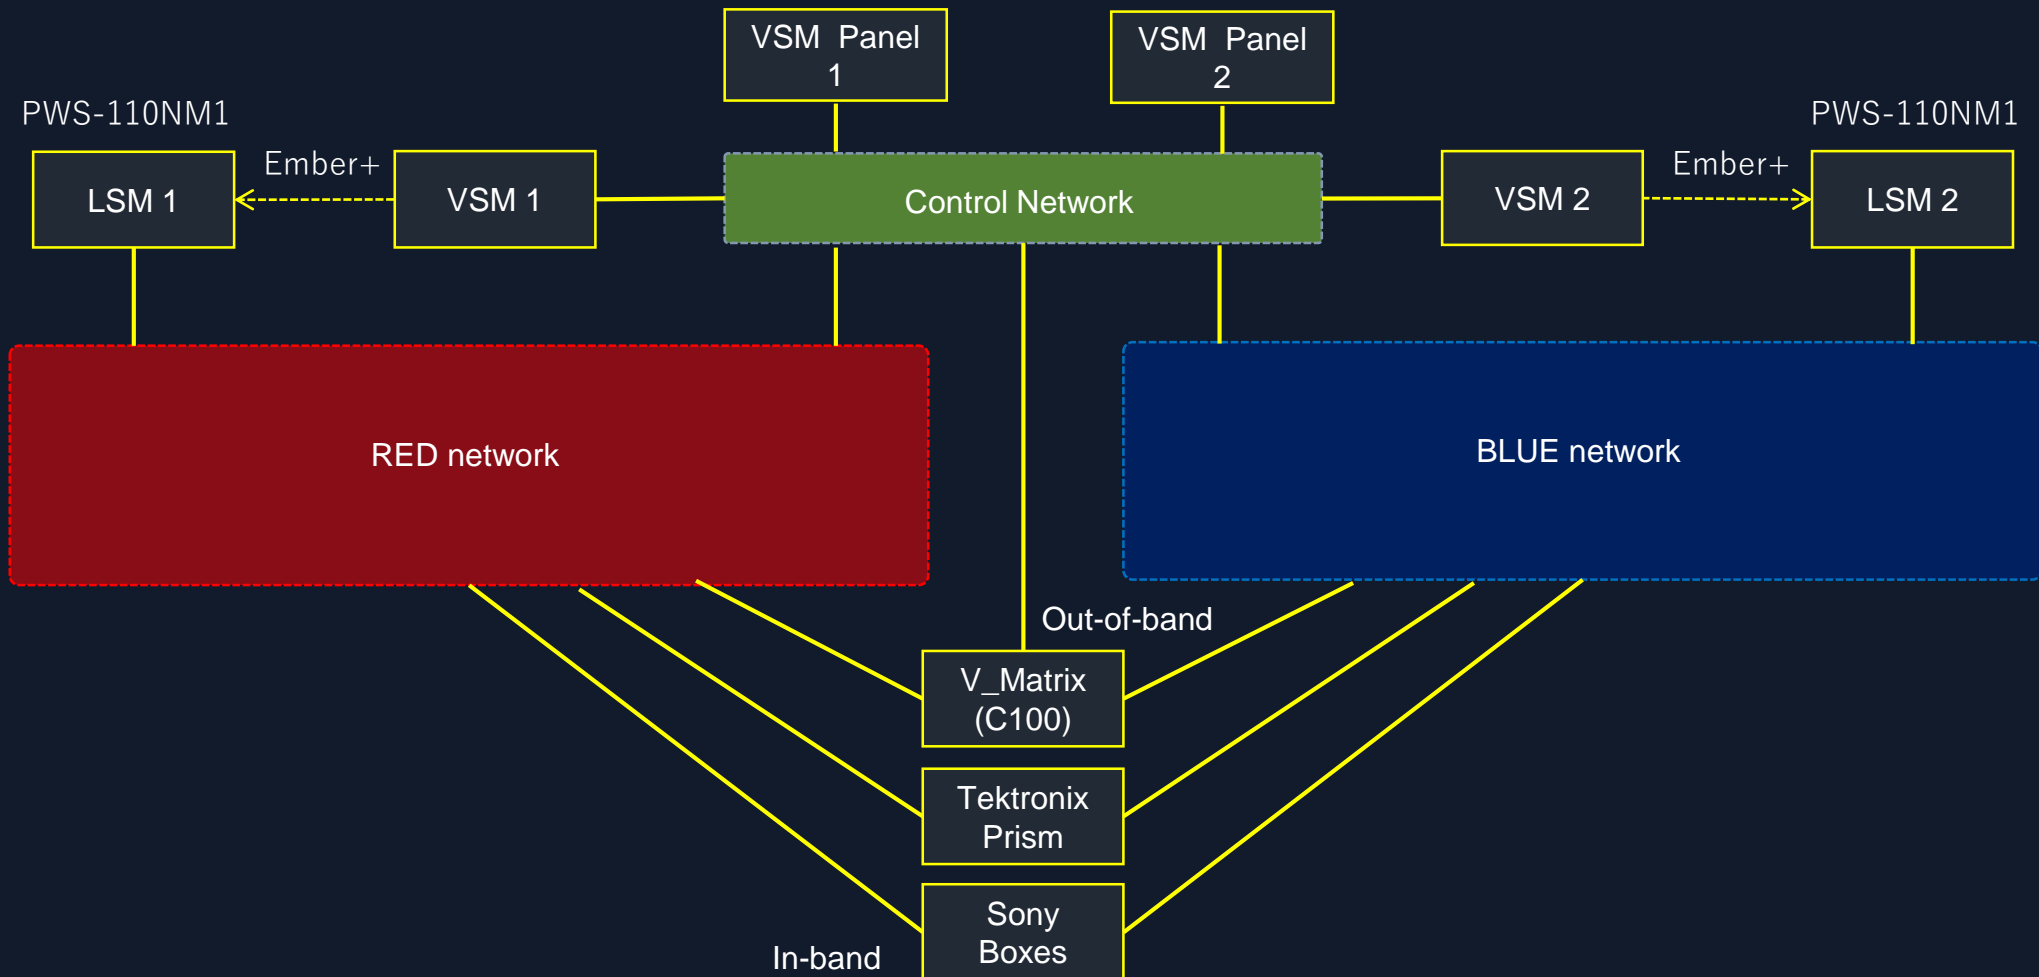 VSM Panel
1
VSM Panel
2
PWS-110NM1
PWS-110NM1
LSM 1
Ember+
VSM 1
Control Network
VSM 2
Ember+
LSM 2
RED network
BLUE network
Out-of-band
V_Matrix
(C100)
Tektronix
Prism
Sony
Boxes
In-band